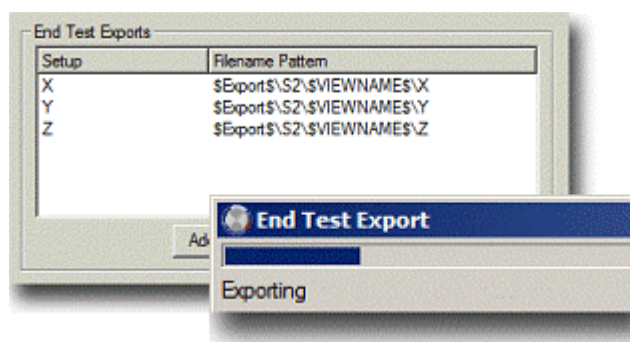 End Test Exports
Setup Filename Pattern
X $Export$\S2\$VIEWNAME$\X
Y $Export$\S2\$VIEWNAME$\Y
Z $Export$\S2\$VIEWNAME$\Z
End Test Export
Ad
Exporting